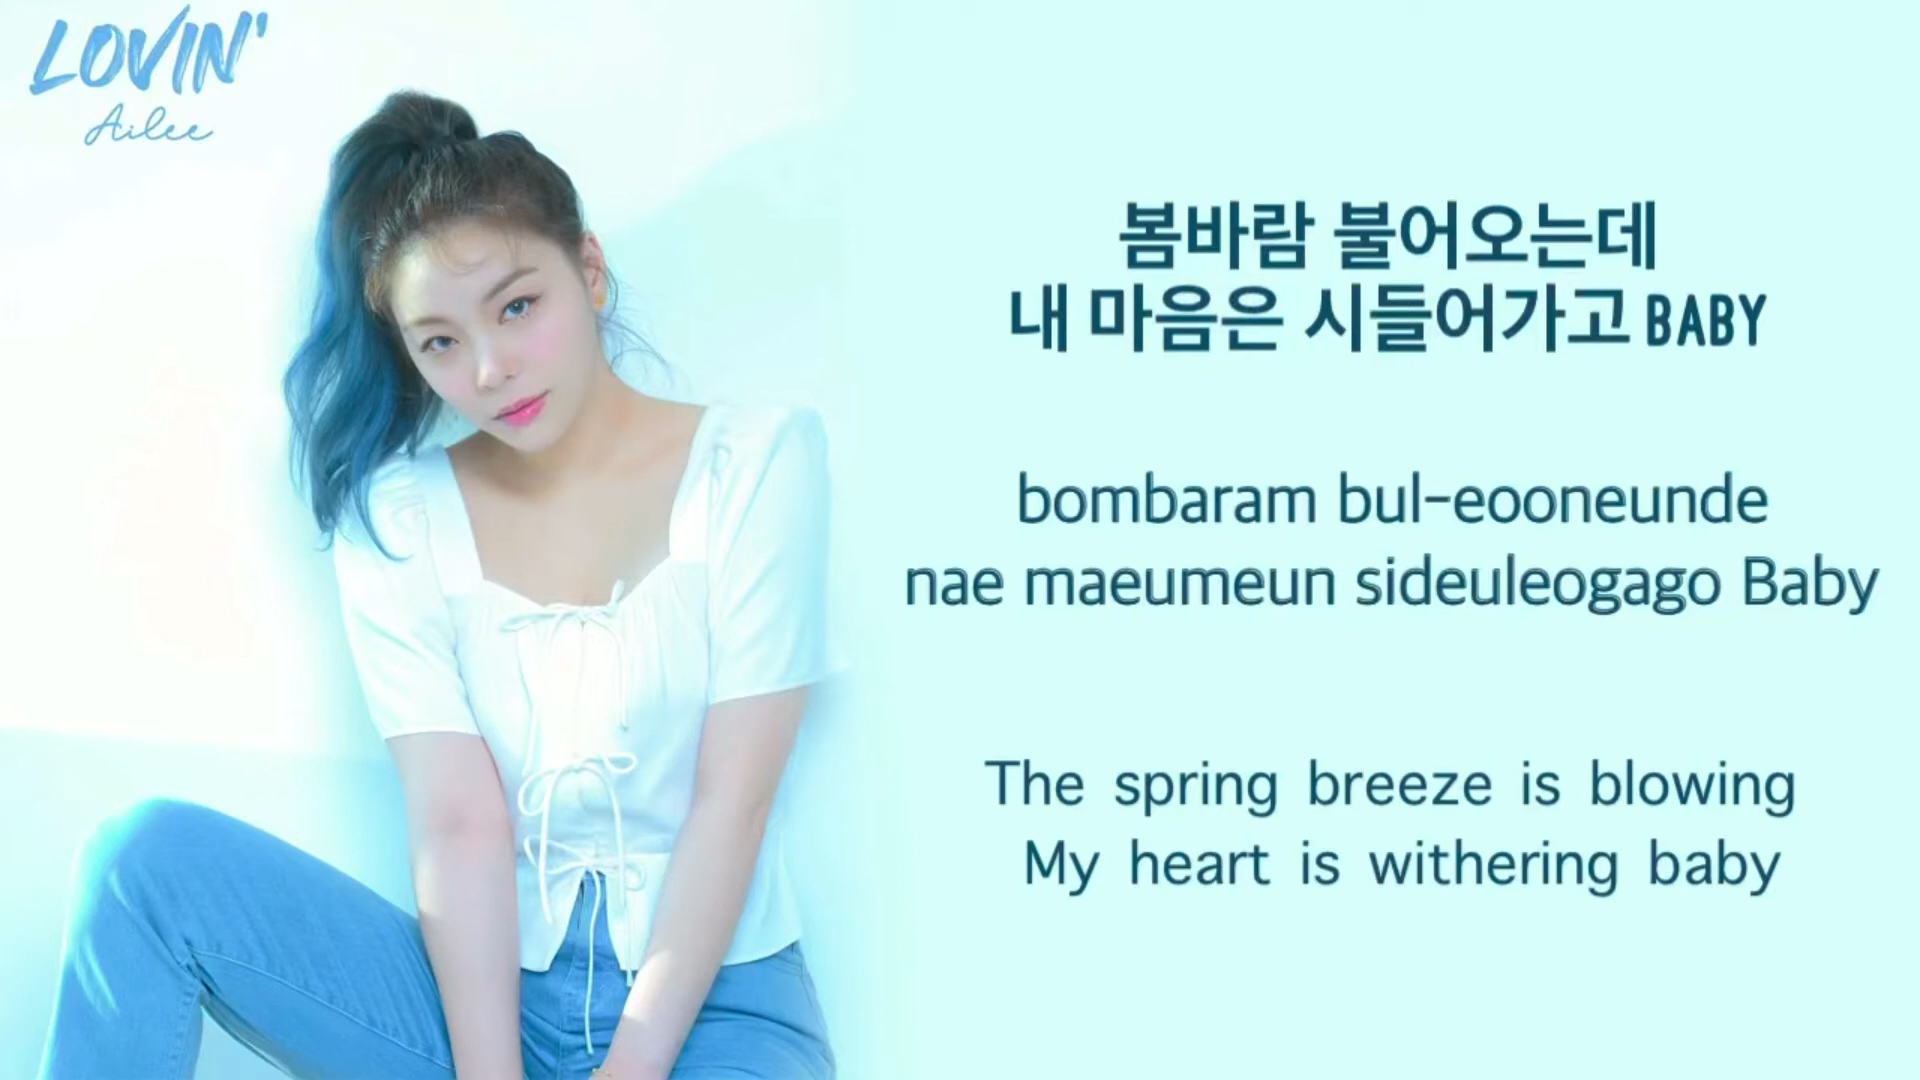 LOVIN'
Ailee
봄바람 불어오는데
내 마음은 시들어가고 BABY
bombaram bul-eooneunde
nae maeumeun sideuleogago Baby
The spring breeze is blowing
My heart is withering baby